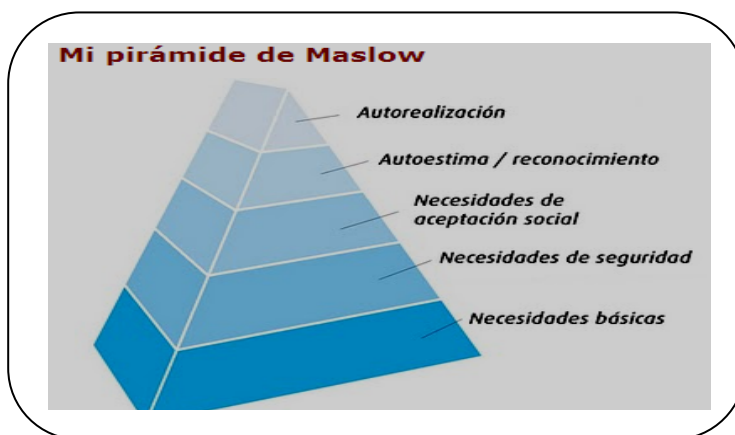 Mi pirámide de Maslow
Autorealización
Autoestima / reconocimiento
Necesidades de
aceptación social
Necesidades de seguridad
Necesidades básicas